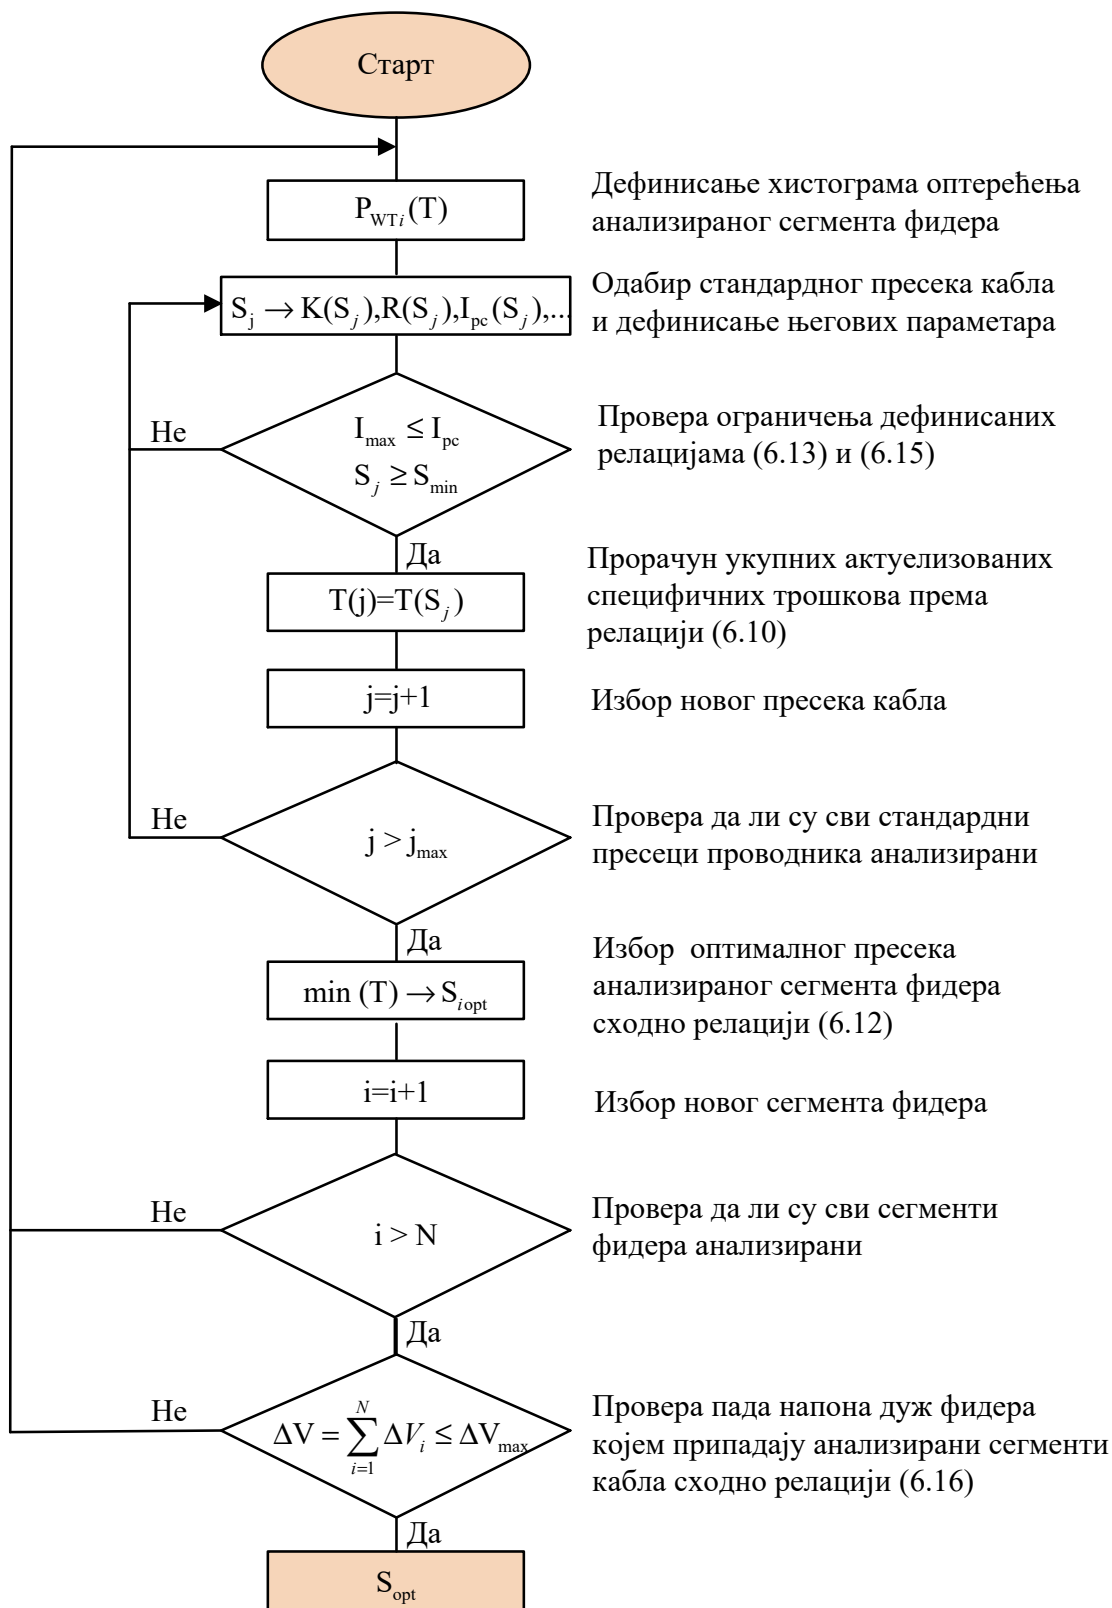 Старт
P_WTi(T)
Дефинисање хистограма оптерећења
анализираног сегмента фидера
S_j → K(S_j),R(S_j),I_pc(S_j),...
Одабир стандардног пресека кабла
и дефинисање његових параметара
Не
I_max ≤ I_pc
S_j ≥ S_min
Провера ограничења дефинисаних
релацијама (6.13) и (6.15)
Да
T(j)=T(S_j)
Прорачун укупних актуелизованих
специфичних трошкова према
релацији (6.10)
j=j+1
Избор новог пресека кабла
Не
j > j_max
Провера да ли су сви стандардни
пресеци проводника анализирани
Да
min (T) → S_iopt
Избор оптималног пресека
анализираног сегмента фидера
сходно релацији (6.12)
i=i+1
Избор новог сегмента фидера
Не
i > N
Провера да ли су сви сегменти
фидера анализирани
Да
Не
ΔV = ∑_{i=1}^{N} ΔV_i ≤ ΔV_max
Провера пада напона дуж фидера
којем припадају анализирани сегменти
кабла сходно релацији (6.16)
Да
S_opt